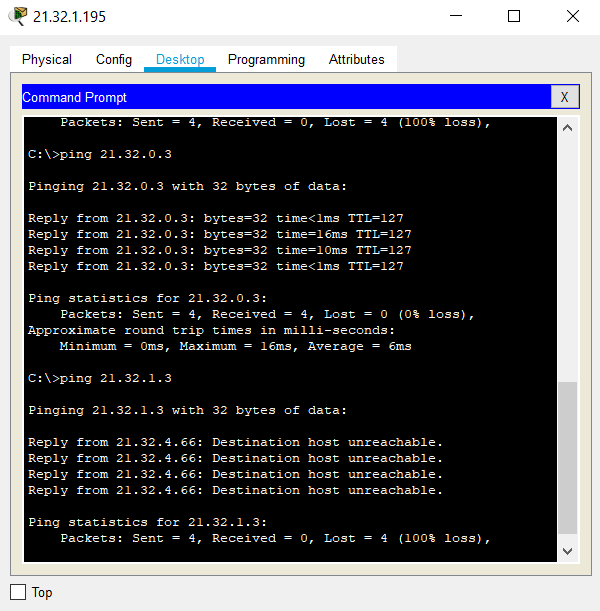 21.32.1.195
Physical Config Desktop Programming Attributes
Command Prompt X
Packets: Sent = 4, Received = 0, Lost = 4 (100% loss),
C:\>ping 21.32.0.3
Pinging 21.32.0.3 with 32 bytes of data:
Reply from 21.32.0.3: bytes=32 time<1ms TTL=127
Reply from 21.32.0.3: bytes=32 time=16ms TTL=127
Reply from 21.32.0.3: bytes=32 time=10ms TTL=127
Reply from 21.32.0.3: bytes=32 time<1ms TTL=127
Ping statistics for 21.32.0.3:
Packets: Sent = 4, Received = 4, Lost = 0 (0% loss),
Approximate round trip times in milli-seconds:
Minimum = 0ms, Maximum = 16ms, Average = 6ms
C:\>ping 21.32.1.3
Pinging 21.32.1.3 with 32 bytes of data:
Reply from 21.32.4.66: Destination host unreachable.
Reply from 21.32.4.66: Destination host unreachable.
Reply from 21.32.4.66: Destination host unreachable.
Reply from 21.32.4.66: Destination host unreachable.
Ping statistics for 21.32.1.3:
Packets: Sent = 4, Received = 0, Lost = 4 (100% loss),
Top